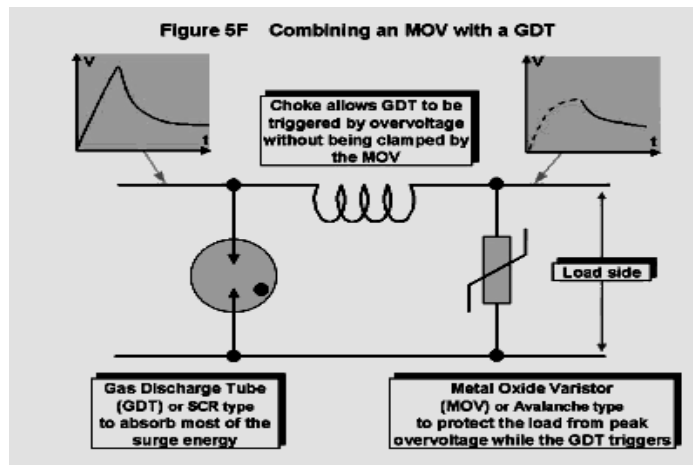 Figure 5F Combining an MOV with a GDT
V
t
Choke allows GDT to be
triggered by overvoltage
without being clamped by
the MOV
V
t
Load side
Gas Discharge Tube
(GDT) or SCR type
to absorb most of the
surge energy
Metal Oxide Varistor
(MOV) or Avalanche type
to protect the load from peak
overvoltage while the GDT triggers